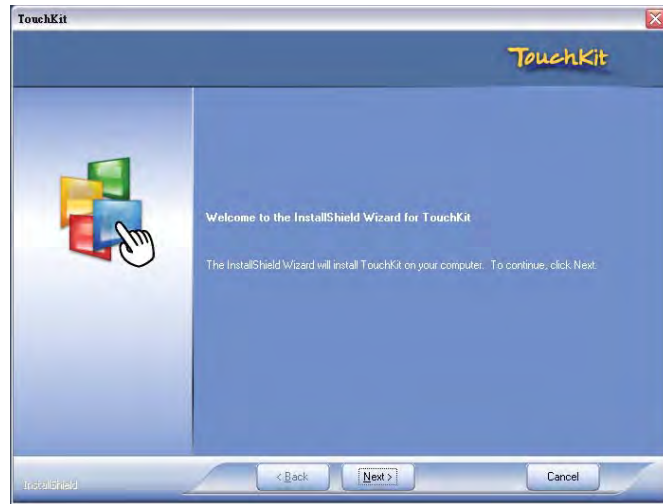 TouchKit
TouchKit
Welcome to the InstallShield Wizard for TouchKit
The InstallShield Wizard will install TouchKit on your computer. To continue, click Next.
InstallShield
< Back
Next >
Cancel